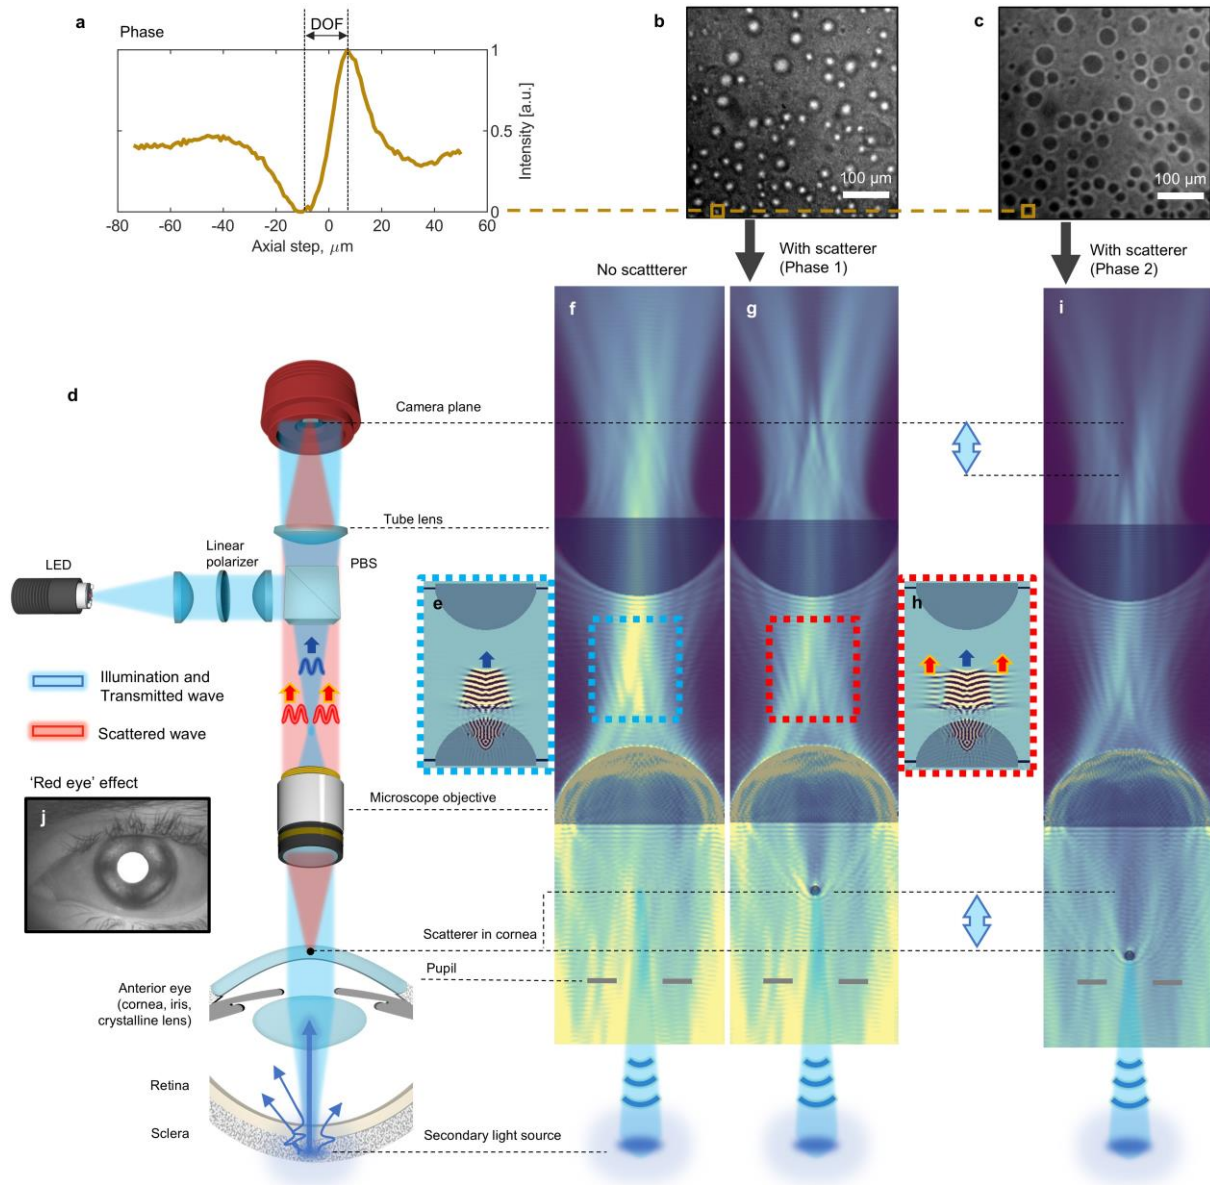 a
Phase
DOF
1
0.5
0
Intensity [a.u.]
-80 -60 -40 -20 0 20 40 60
Axial step, μm
b
100 μm
c
100 μm
No scattterer
With scatterer
(Phase 1)
With scatterer
(Phase 2)
d
f
g
i
Camera plane
Tube lens
Linear
polarizer
LED
PBS
e
h
Illumination and
Transmitted wave
Scattered wave
'Red eye' effect
j
Microscope objective
Scatterer in cornea
Pupil
Anterior eye
(cornea, iris,
crystalline lens)
Retina
Sclera
Secondary light source